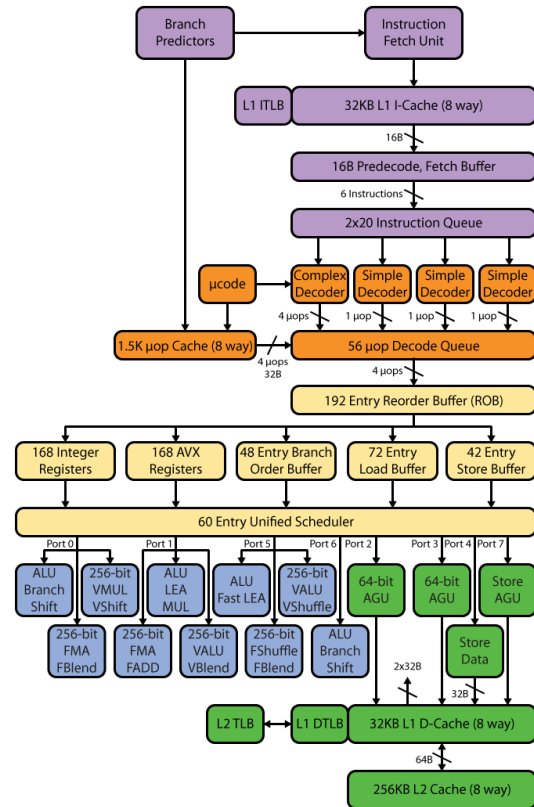 Branch
Predictors
Instruction
Fetch Unit
L1 ITLB
32KB L1 I-Cache (8 way)
16B
16B Predecode, Fetch Buffer
6 Instructions
2x20 Instruction Queue
µcode
Complex
Decoder
Simple
Decoder
Simple
Decoder
Simple
Decoder
4 µops
1 µop
1 µop
1 µop
1.5K µop Cache (8 way)
4 µops
32B
56 µop Decode Queue
4 µops
192 Entry Reorder Buffer (ROB)
168 Integer
Registers
168 AVX
Registers
48 Entry Branch
Order Buffer
72 Entry
Load Buffer
42 Entry
Store Buffer
60 Entry Unified Scheduler
Port 0
Port 1
Port 5
Port 6
Port 2
Port 3
Port 4
Port 7
ALU
Branch
Shift
256-bit
VMUL
VShift
ALU
LEA
MUL
ALU
Fast LEA
256-bit
VALU
VShuffle
64-bit
AGU
64-bit
AGU
Store
AGU
256-bit
FMA
FBlend
256-bit
FMA
FADD
256-bit
VALU
VBlend
256-bit
FShuffle
FBlend
ALU
Branch
Shift
Store
Data
2x32B
32B
L2 TLB
L1 DTLB
32KB L1 D-Cache (8 way)
64B
256KB L2 Cache (8 way)